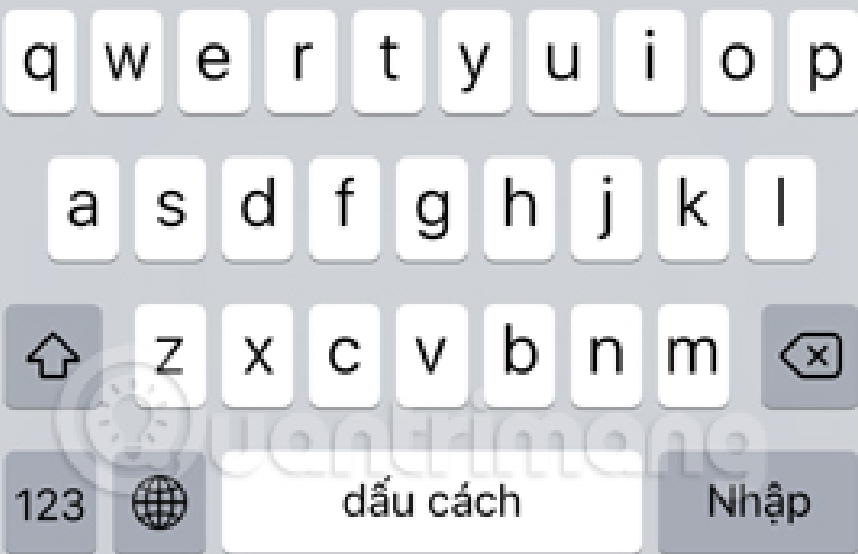 q w e r t y u i o p
a s d f g h j k l
z x c v b n m
Quantrimang
123 dấu cách Nhập